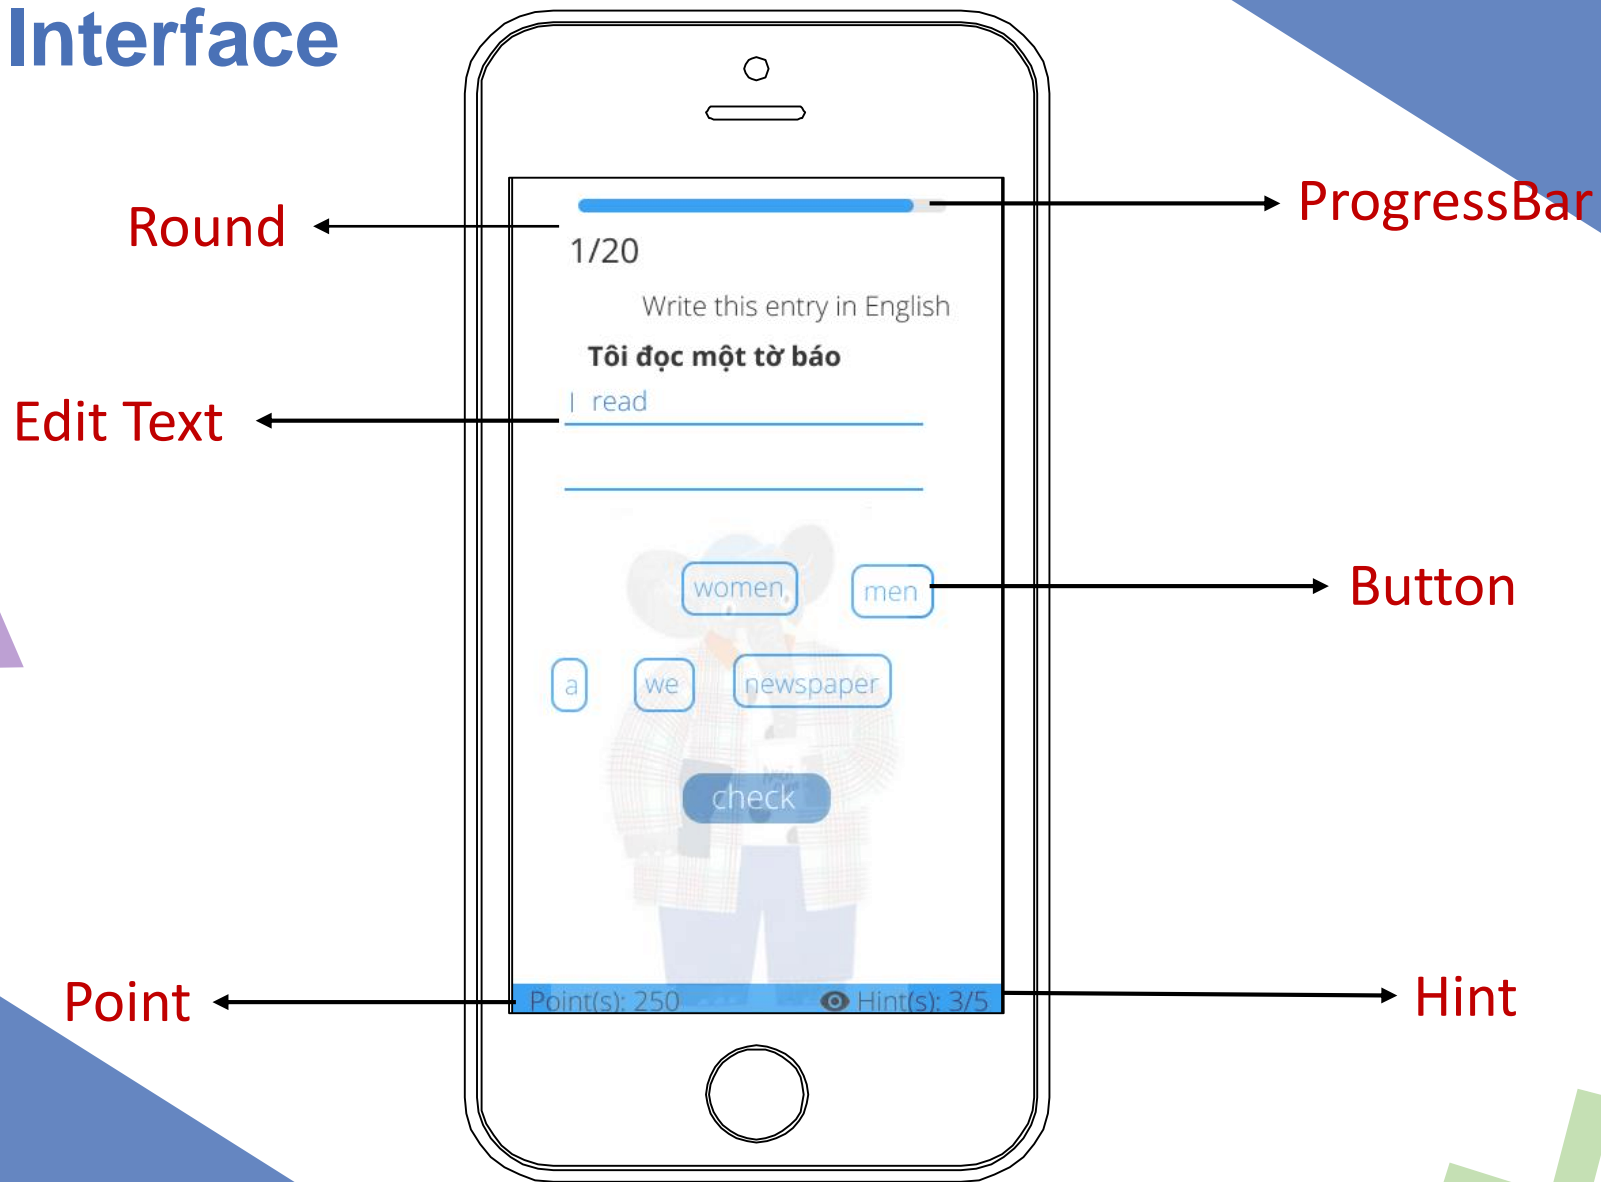 Interface
ProgressBar
Round
1/20
Write this entry in English
Tôi đọc một tờ báo
I read
Edit Text
women
men
Button
a
we
newspaper
check
Point
Point(s): 250
Hint(s): 3/5
Hint